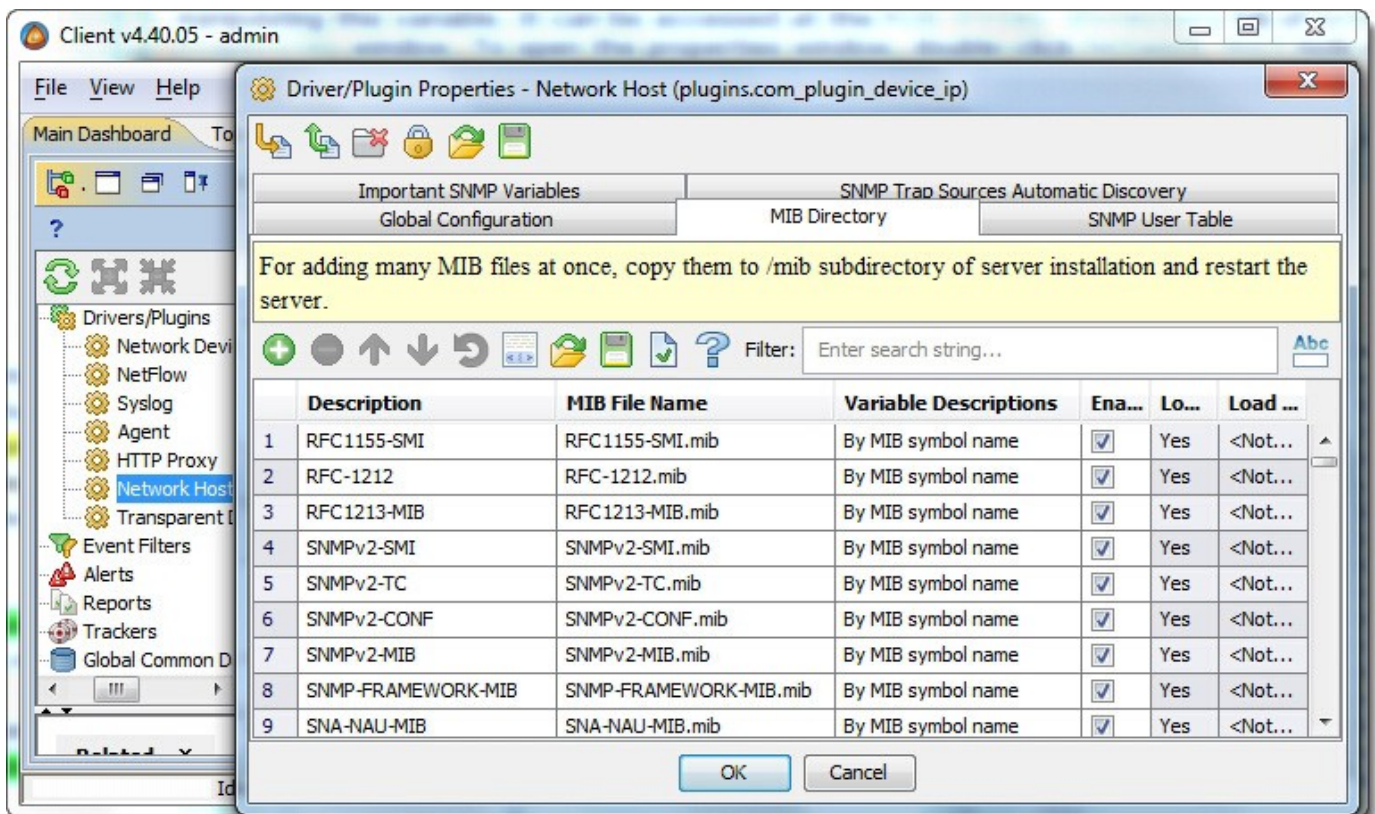 Client v4.40.05 - admin
File View Help
Main Dashboard To
?
Drivers/Plugins
Network Devi
NetFlow
Syslog
Agent
HTTP Proxy
Network Host
Transparent D
Event Filters
Alerts
Reports
Trackers
Global Common D
Id
Driver/Plugin Properties - Network Host (plugins.com_plugin_device_ip)
Important SNMP Variables SNMP Trap Sources Automatic Discovery
Global Configuration MIB Directory SNMP User Table
For adding many MIB files at once, copy them to /mib subdirectory of server installation and restart the
server.
Filter: Enter search string... Abc
Description MIB File Name Variable Descriptions Ena... Lo... Load ...
1 RFC1155-SMI RFC1155-SMI.mib By MIB symbol name Yes <Not...
2 RFC-1212 RFC-1212.mib By MIB symbol name Yes <Not...
3 RFC1213-MIB RFC1213-MIB.mib By MIB symbol name Yes <Not...
4 SNMPv2-SMI SNMPv2-SMI.mib By MIB symbol name Yes <Not...
5 SNMPv2-TC SNMPv2-TC.mib By MIB symbol name Yes <Not...
6 SNMPv2-CONF SNMPv2-CONF.mib By MIB symbol name Yes <Not...
7 SNMPv2-MIB SNMPv2-MIB.mib By MIB symbol name Yes <Not...
8 SNMP-FRAMEWORK-MIB SNMP-FRAMEWORK-MIB.mib By MIB symbol name Yes <Not...
9 SNA-NAU-MIB SNA-NAU-MIB.mib By MIB symbol name Yes <Not...
OK Cancel